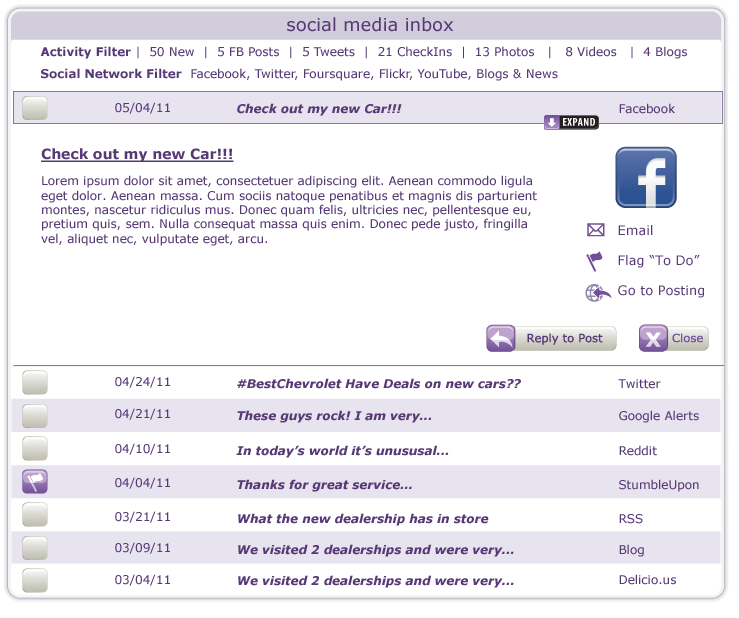 social media inbox
Activity Filter | 50 New | 5 FB Posts | 5 Tweets | 21 CheckIns | 13 Photos | 8 Videos | 4 Blogs
Social Network Filter Facebook, Twitter, Foursquare, Flickr, YouTube, Blogs & News
05/04/11 Check out my new Car!!! Facebook
EXPAND
Check out my new Car!!!
Lorem ipsum dolor sit amet, consectetuer adipiscing elit. Aenean commodo ligula
eget dolor. Aenean massa. Cum sociis natoque penatibus et magnis dis parturient
montes, nascetur ridiculus mus. Donec quam felis, ultricies nec, pellentesque eu,
pretium quis, sem. Nulla consequat massa quis enim. Donec pede justo, fringilla
vel, aliquet nec, vulputate eget, arcu.
f
Email
Flag “To Do”
Go to Posting
Reply to Post X Close
04/24/11 #BestChevrolet Have Deals on new cars?? Twitter
04/21/11 These guys rock! I am very... Google Alerts
04/10/11 In today’s world it’s unususal... Reddit
04/04/11 Thanks for great service... StumbleUpon
03/21/11 What the new dealership has in store RSS
03/09/11 We visited 2 dealerships and were very... Blog
03/04/11 We visited 2 dealerships and were very... Delicio.us